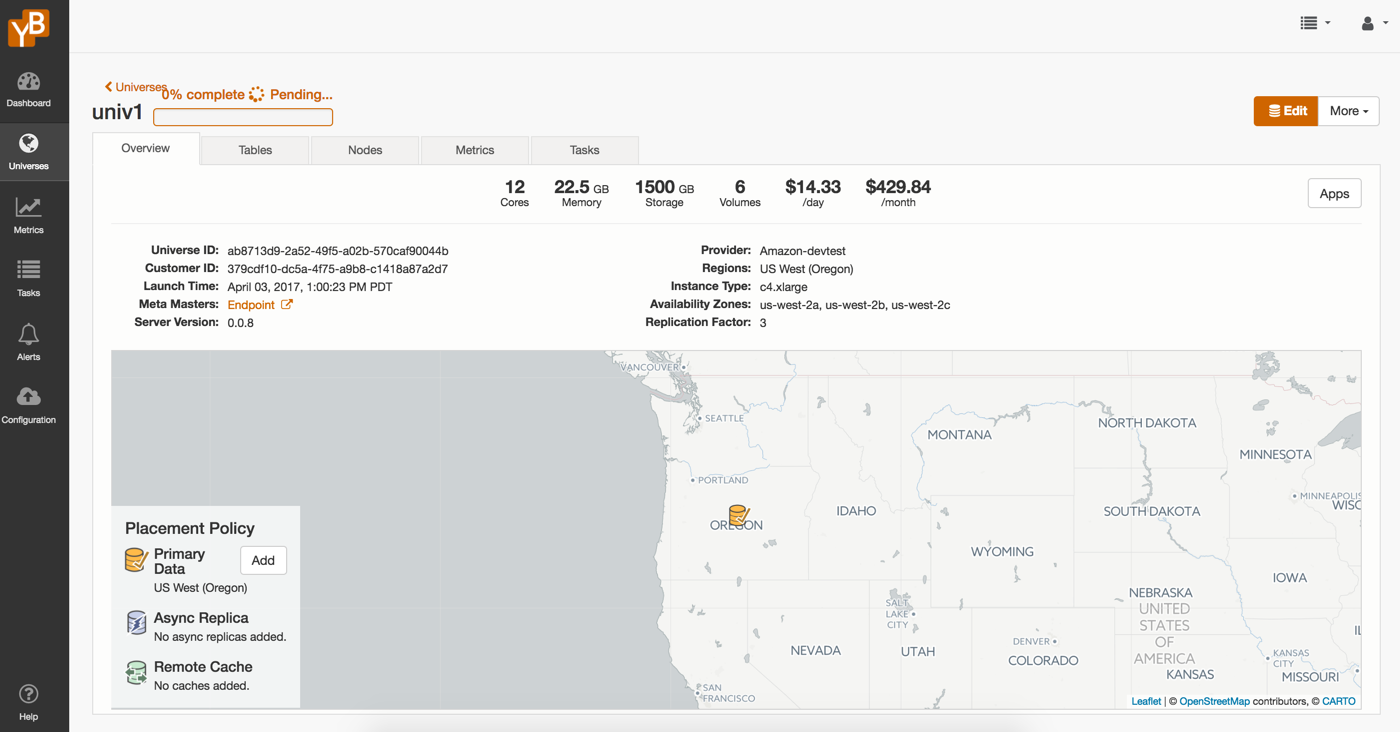 YB
Dashboard
Universes
Metrics
Tasks
Alerts
Configuration
Help
Universes
univ1
0% complete Pending...
Edit
More
Overview
Tables
Nodes
Metrics
Tasks
12
Cores
22.5 GB
Memory
1500 GB
Storage
6
Volumes
$14.33
/day
$429.84
/month
Apps
Universe ID: ab8713d9-2a52-49f5-a02b-570caf90044b
Customer ID: 379cdf10-dc5a-4f75-a9b8-c1418a87a2d7
Launch Time: April 03, 2017, 1:00:23 PM PDT
Meta Masters: Endpoint
Server Version: 0.0.8
Provider: Amazon-devtest
Regions: US West (Oregon)
Instance Type: c4.xlarge
Availability Zones: us-west-2a, us-west-2b, us-west-2c
Replication Factor: 3
VANCOUVER
SEATTLE
PORTLAND
OREGON
IDAHO
MONTANA
NORTH DAKOTA
MINNESOTA
MINNEAPOLIS
WISC
SOUTH DAKOTA
WYOMING
NEBRASKA
IOWA
UNITED
STATES
OF
AMERICA
SALT
LAKE
CITY
NEVADA
UTAH
DENVER
COLORADO
KANSAS
KANSAS
CITY
MISSOURI
IL
SAN
FRANCISCO
Placement Policy
Primary
Data
Add
US West (Oregon)
Async Replica
No async replicas added.
Remote Cache
No caches added.
Leaflet | © OpenStreetMap contributors, © CARTO